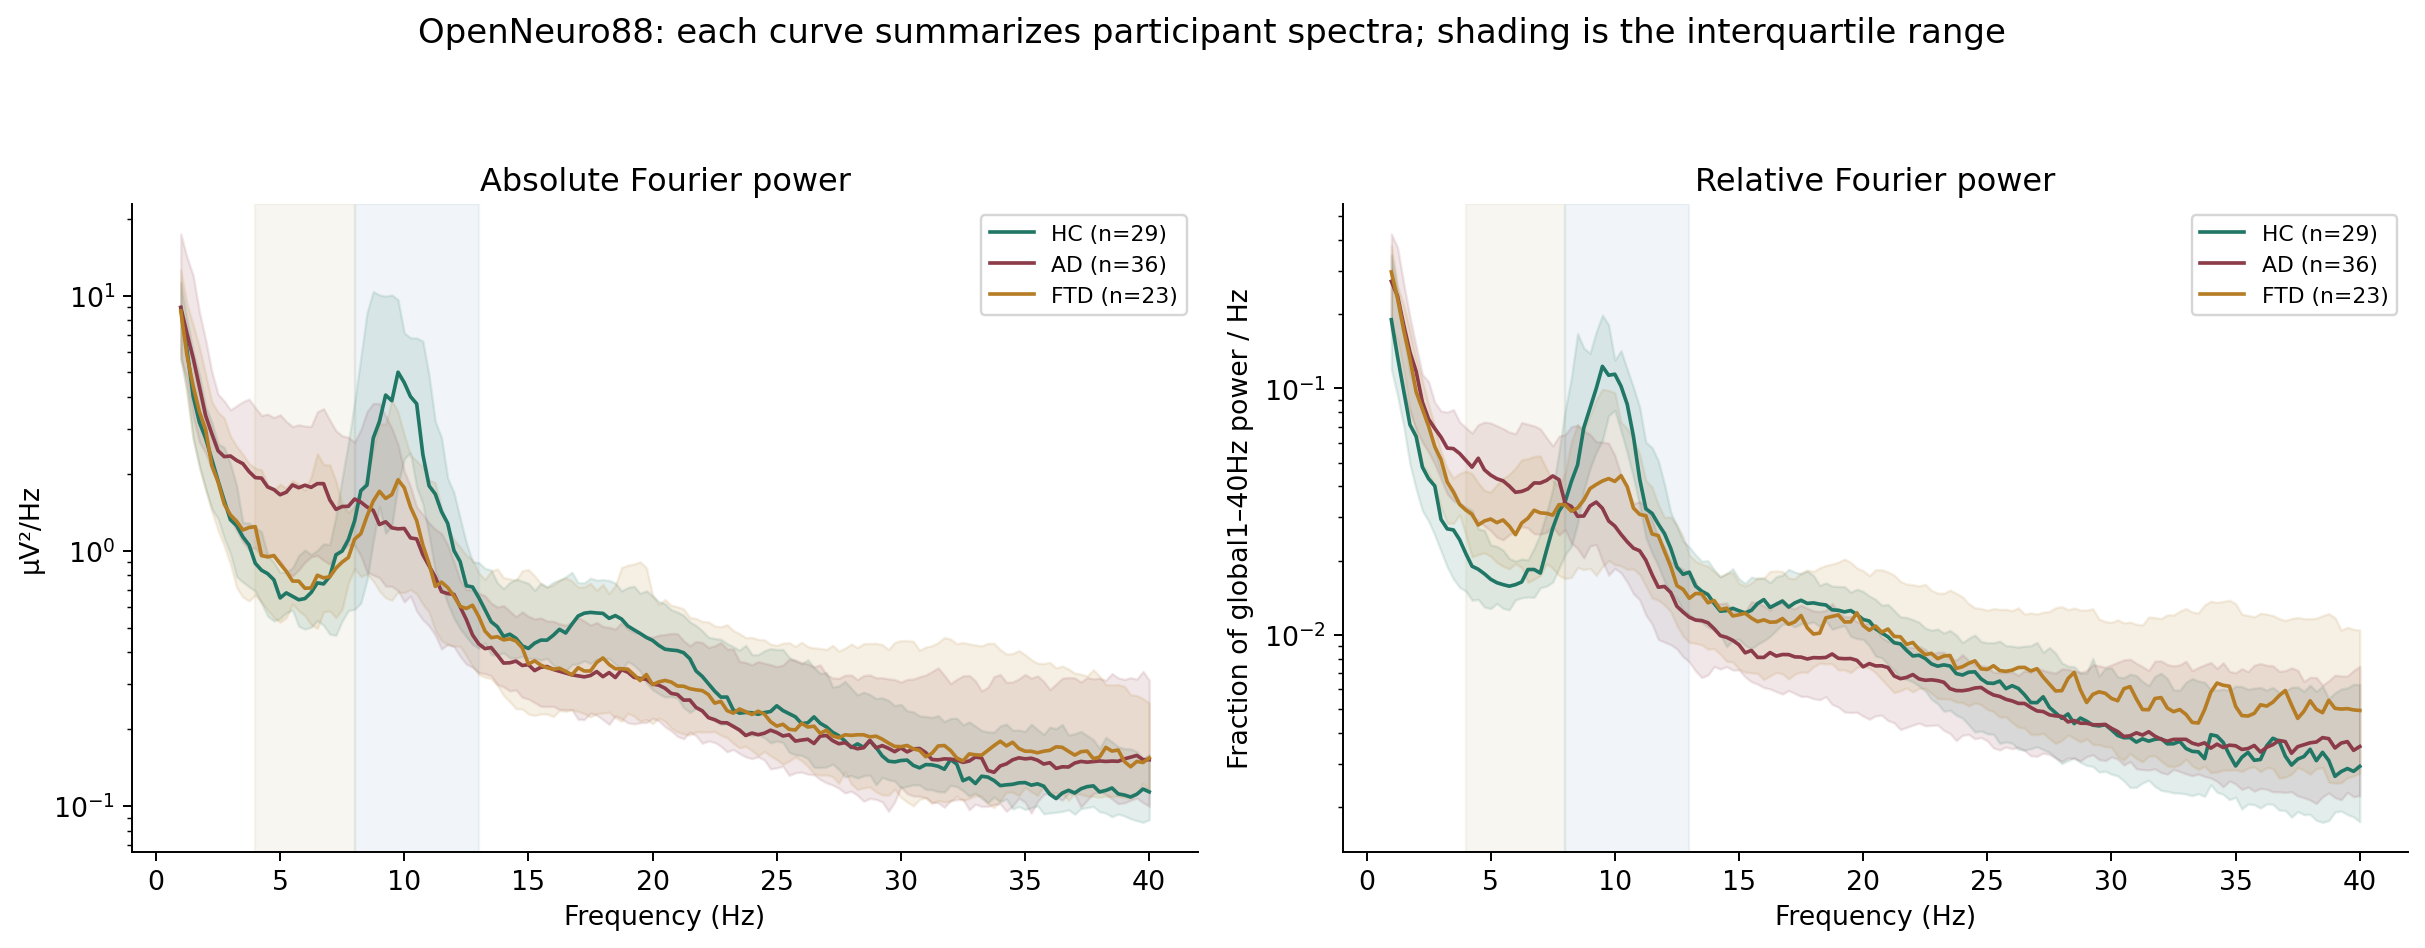 OpenNeuro88: each curve summarizes participant spectra; shading is the interquartile range
Absolute Fourier power
HC (n=29)
AD (n=36)
FTD (n=23)
10¹
10⁰
10⁻¹
µV²/Hz
0 5 10 15 20 25 30 35 40
Frequency (Hz)
Relative Fourier power
HC (n=29)
AD (n=36)
FTD (n=23)
10⁻¹
10⁻²
Fraction of global1–40Hz power / Hz
0 5 10 15 20 25 30 35 40
Frequency (Hz)